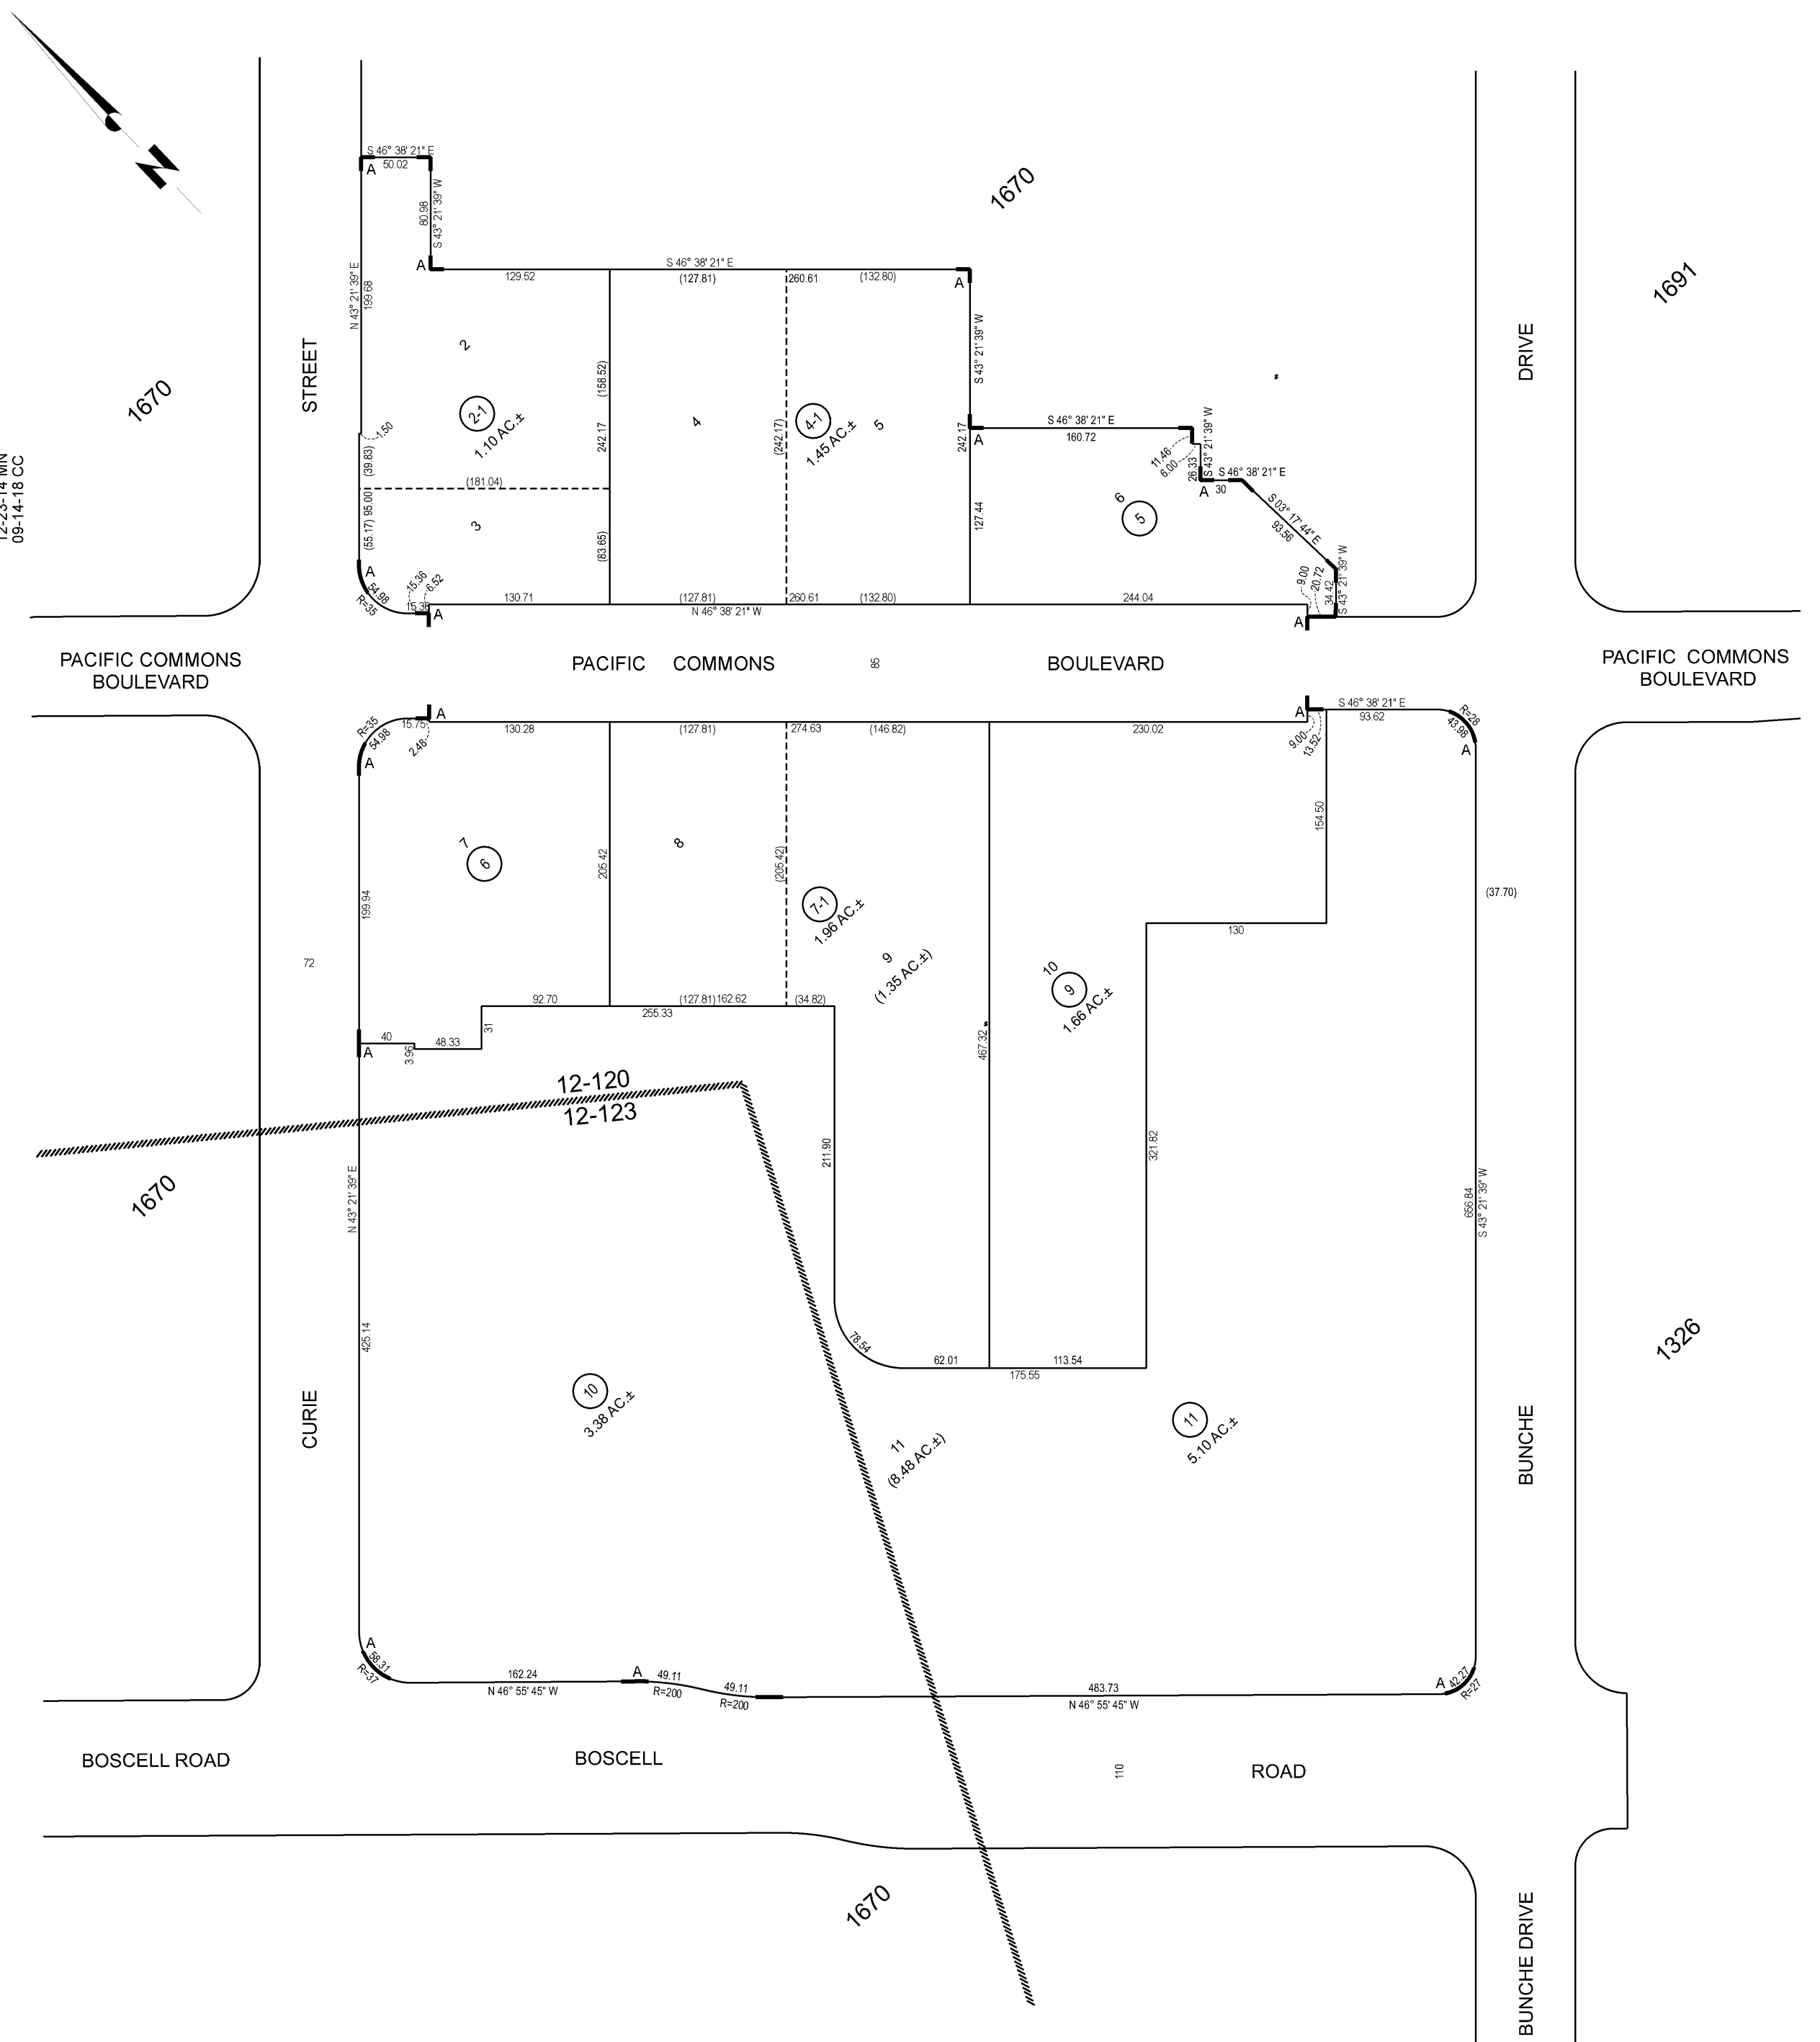 N
S 46° 38' 21" E
50.02
A
80.98
S 43° 21' 39" W
1670
N 43° 21' 39" E
199.68
A
129.52
S 46° 38' 21" E
(127.81)
260.61
(132.80)
A
1691
STREET
DRIVE
1670
2
(158.52)
S 43° 21' 39" W
2-1
1.10 AC.±
4
4-1
1.45 AC.±
5
1.50
(39.83)
242.17
(242.17)
242.17
A
S 46° 38' 21" E
160.72
11.46
6.00
26.33
S 43° 21' 39" W
S 46° 38' 21" E
A
30
09-14-18 CC
(181.04)
95.00
(55.17)
3
(83.65)
127.44
6
5
S 03° 17' 44" E
93.56
A
54.98
R=35
15.36
6.52
A
130.71
(127.81)
260.61
(132.80)
N 46° 38' 21" W
244.04
9.00
20.72
34.42
S 43° 21' 39" W
A
PACIFIC COMMONS
BOULEVARD
PACIFIC COMMONS
85
BOULEVARD
PACIFIC COMMONS
BOULEVARD
R=35
54.98
A
15.75
2.48
A
130.28
(127.81)
274.63
(146.82)
230.02
A
9.00
13.52
S 46° 38' 21" E
93.62
R=28
43.98
A
154.50
7
6
205.42
8
(205.42)
7-1
1.96 AC.±
(37.70)
199.94
72
9
(1.35 AC.±)
10
9
1.66 AC.±
130
92.70
(127.81)
162.62
(34.82)
255.33
31
40
3.96
48.33
A
467.32
12-120
12-123
1670
N 43° 21' 39" E
211.90
321.82
656.84
S 43° 21' 39" W
425.14
78.54
62.01
113.54
175.55
1326
CURIE
10
3.38 AC.±
11
(8.48 AC.±)
11
5.10 AC.±
BUNCHE
A
58.31
R=37
162.24
N 46° 55' 45" W
A
49.11
R=200
49.11
R=200
483.73
N 46° 55' 45" W
A
42.27
R=27
BOSCELL ROAD
BOSCELL
110
ROAD
1670
BUNCHE DRIVE